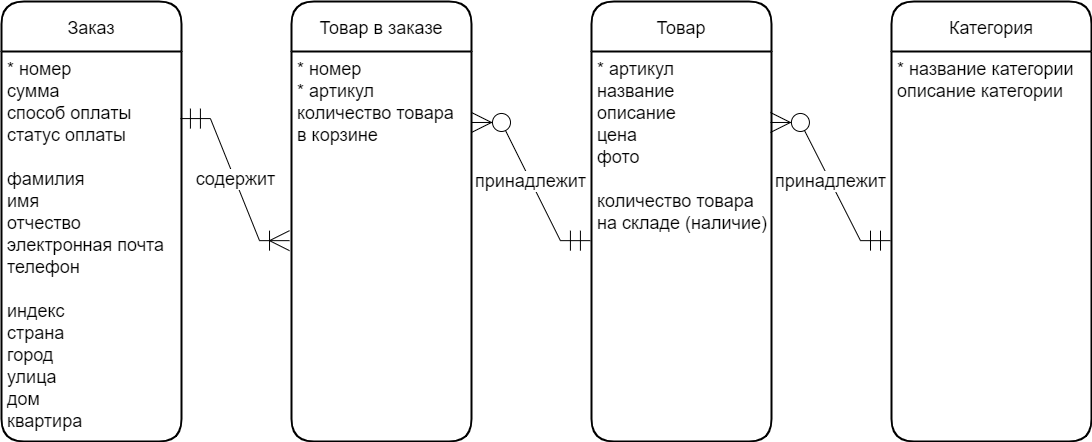 Заказ
* номер
сумма
способ оплаты
статус оплаты
фамилия
имя
отчество
электронная почта
телефон
индекс
страна
город
улица
дом
квартира
содержит
Товар в заказе
* номер
* артикул
количество товара
в корзине
принадлежит
Товар
* артикул
название
описание
цена
фото
количество товара
на складе (наличие)
принадлежит
Категория
* название категории
описание категории